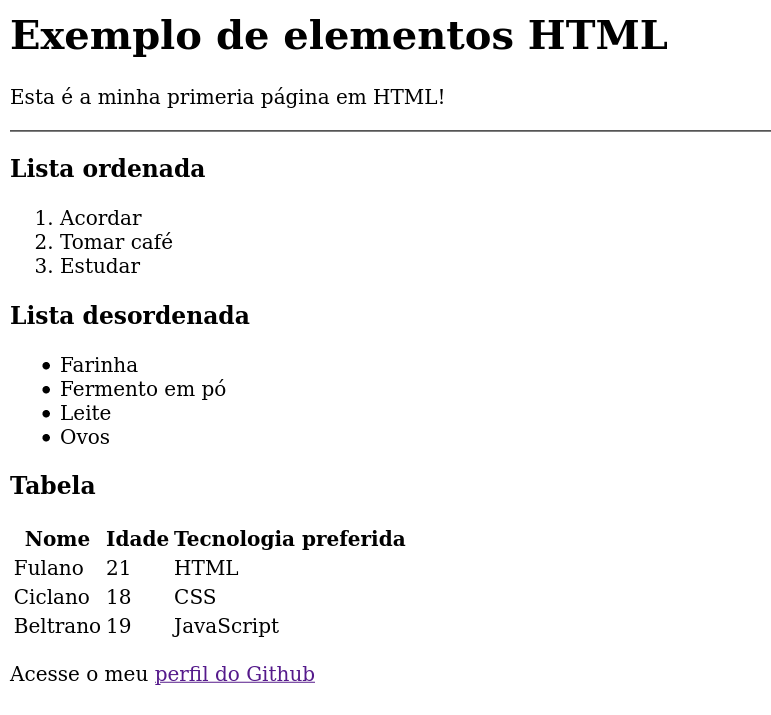 Exemplo de elementos HTML
Esta é a minha primeria página em HTML!
Lista ordenada
1. Acordar
2. Tomar café
3. Estudar
Lista desordenada
• Farinha
• Fermento em pó
• Leite
• Ovos
Tabela
Nome Idade Tecnologia preferida
Fulano 21 HTML
Ciclano 18 CSS
Beltrano 19 JavaScript
Acesse o meu perfil do Github